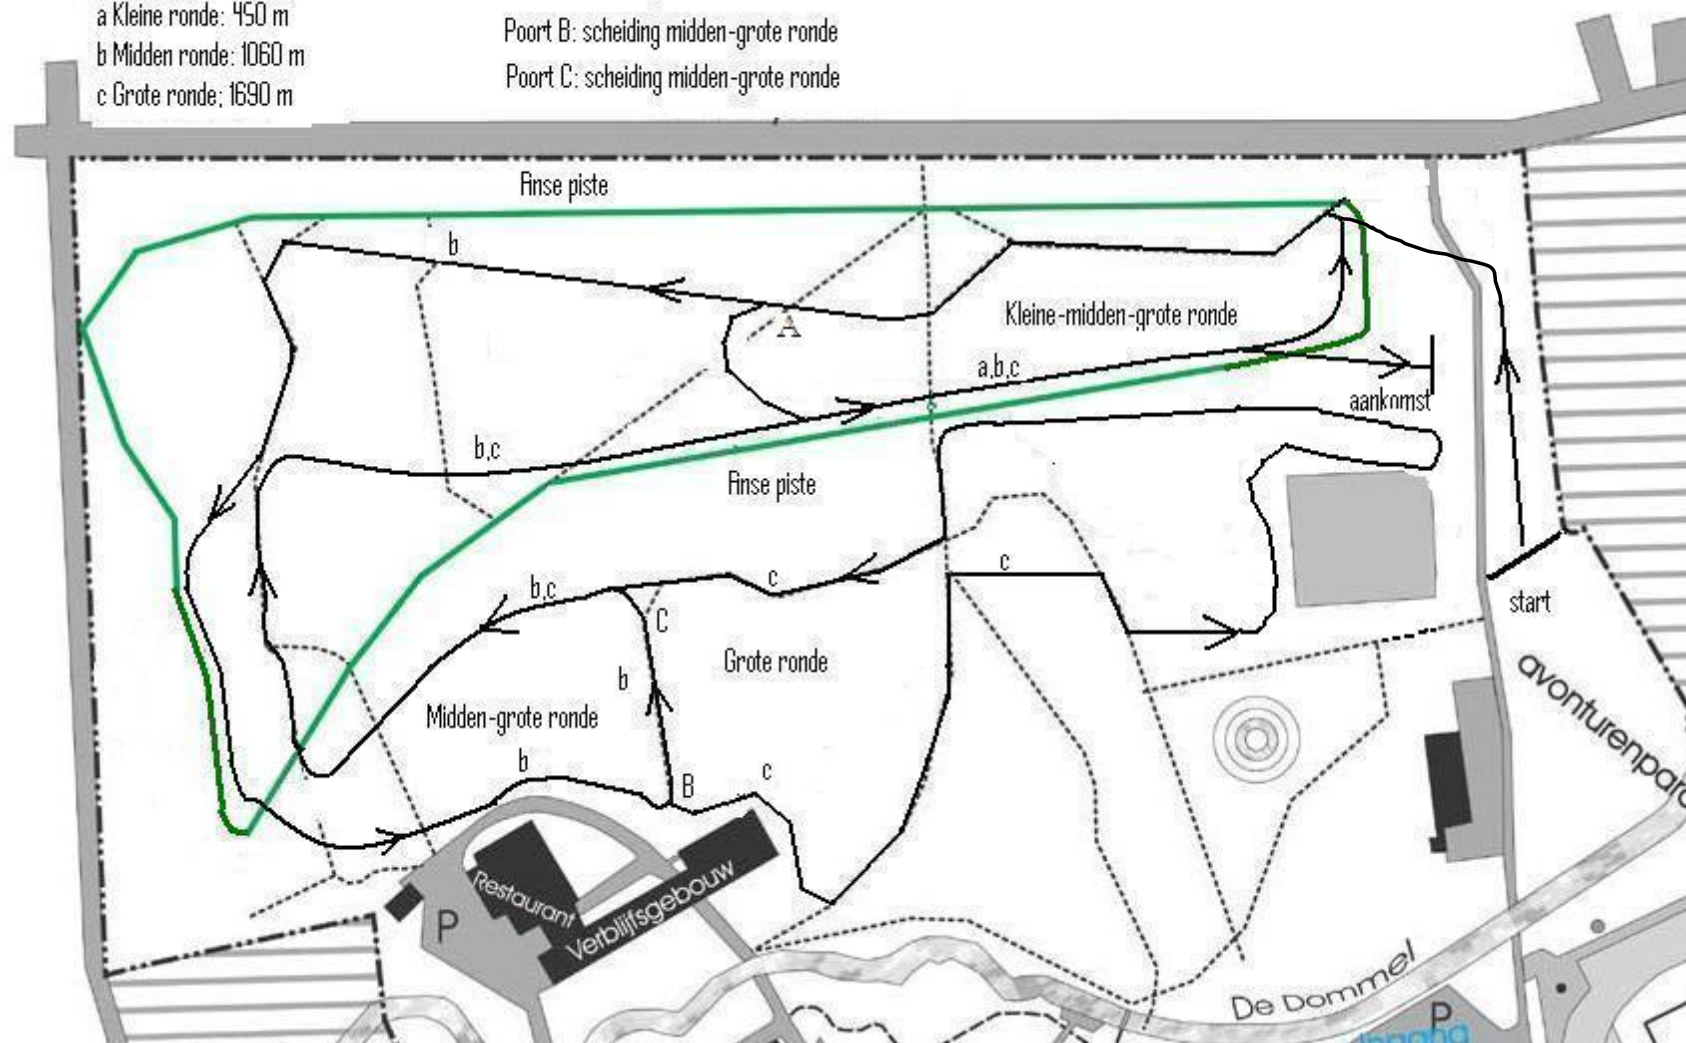 a Kleine ronde: 450 m
Poort B: scheiding midden-grote ronde
b Midden ronde: 1060 m
Poort C: scheiding midden-grote ronde
c Grote ronde; 1690 m
Finse piste
b
A
Kleine-midden-grote ronde
a,b,c
aankomst
b,c
Finse piste
c
c
b,c
start
C
Grote ronde
b
avonturenparc
Midden-grote ronde
b
c
B
Restaurant
Verblijfsgebouw
P
De Dommel
P
Ingang